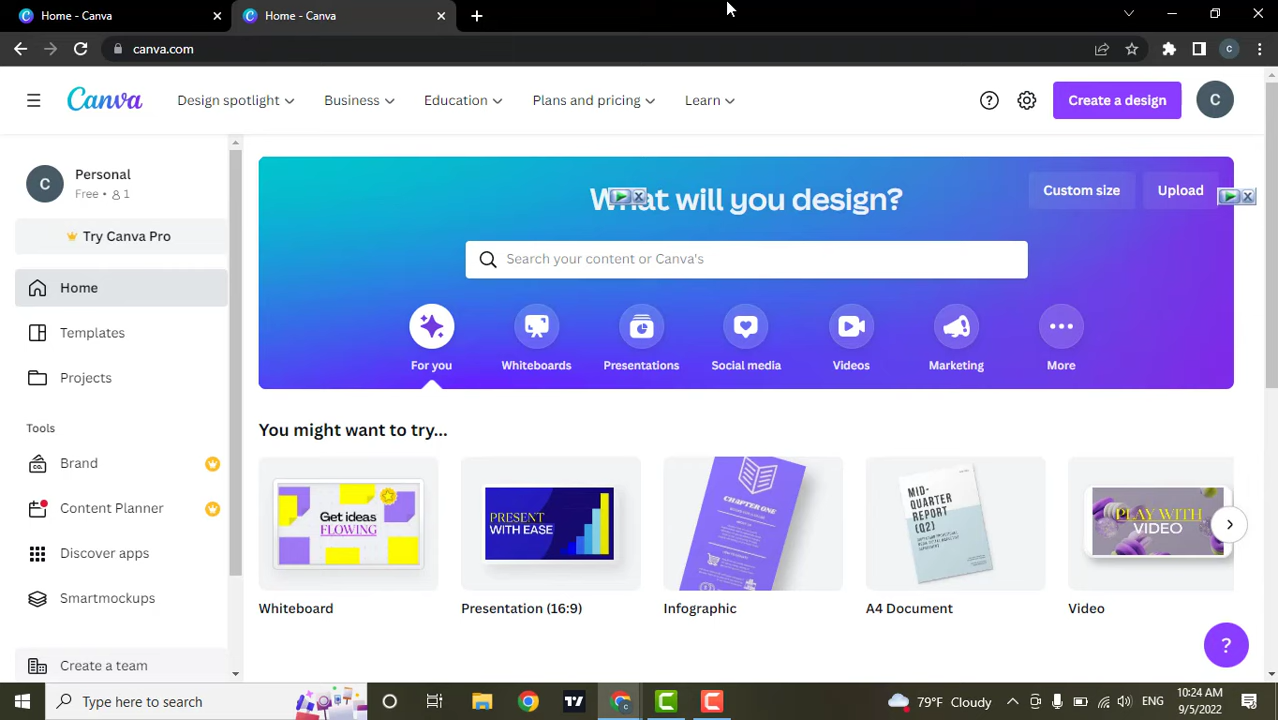 Home - Canva
Home - Canva
canva.com
C
Canva
Design spotlight
Business
Education
Plans and pricing
Learn
Create a design
C
C
Personal
Free • 1
Try Canva Pro
Home
Templates
Projects
Tools
Brand
Content Planner
Discover apps
Smartmockups
Create a team
What will you design?
Custom size
Upload
Search your content or Canva's
For you
Whiteboards
Presentations
Social media
Videos
Marketing
More
You might want to try...
Get ideas
FLOWING
Whiteboard
PRESENT
WITH EASE
Presentation (16:9)
CHAPTER ONE
Infographic
MID-
QUARTER
REPORT
(Q2)
A4 Document
PLAY WITH
VIDEO
Video
?
Type here to search
79°F Cloudy
ENG
10:24 AM
9/5/2022